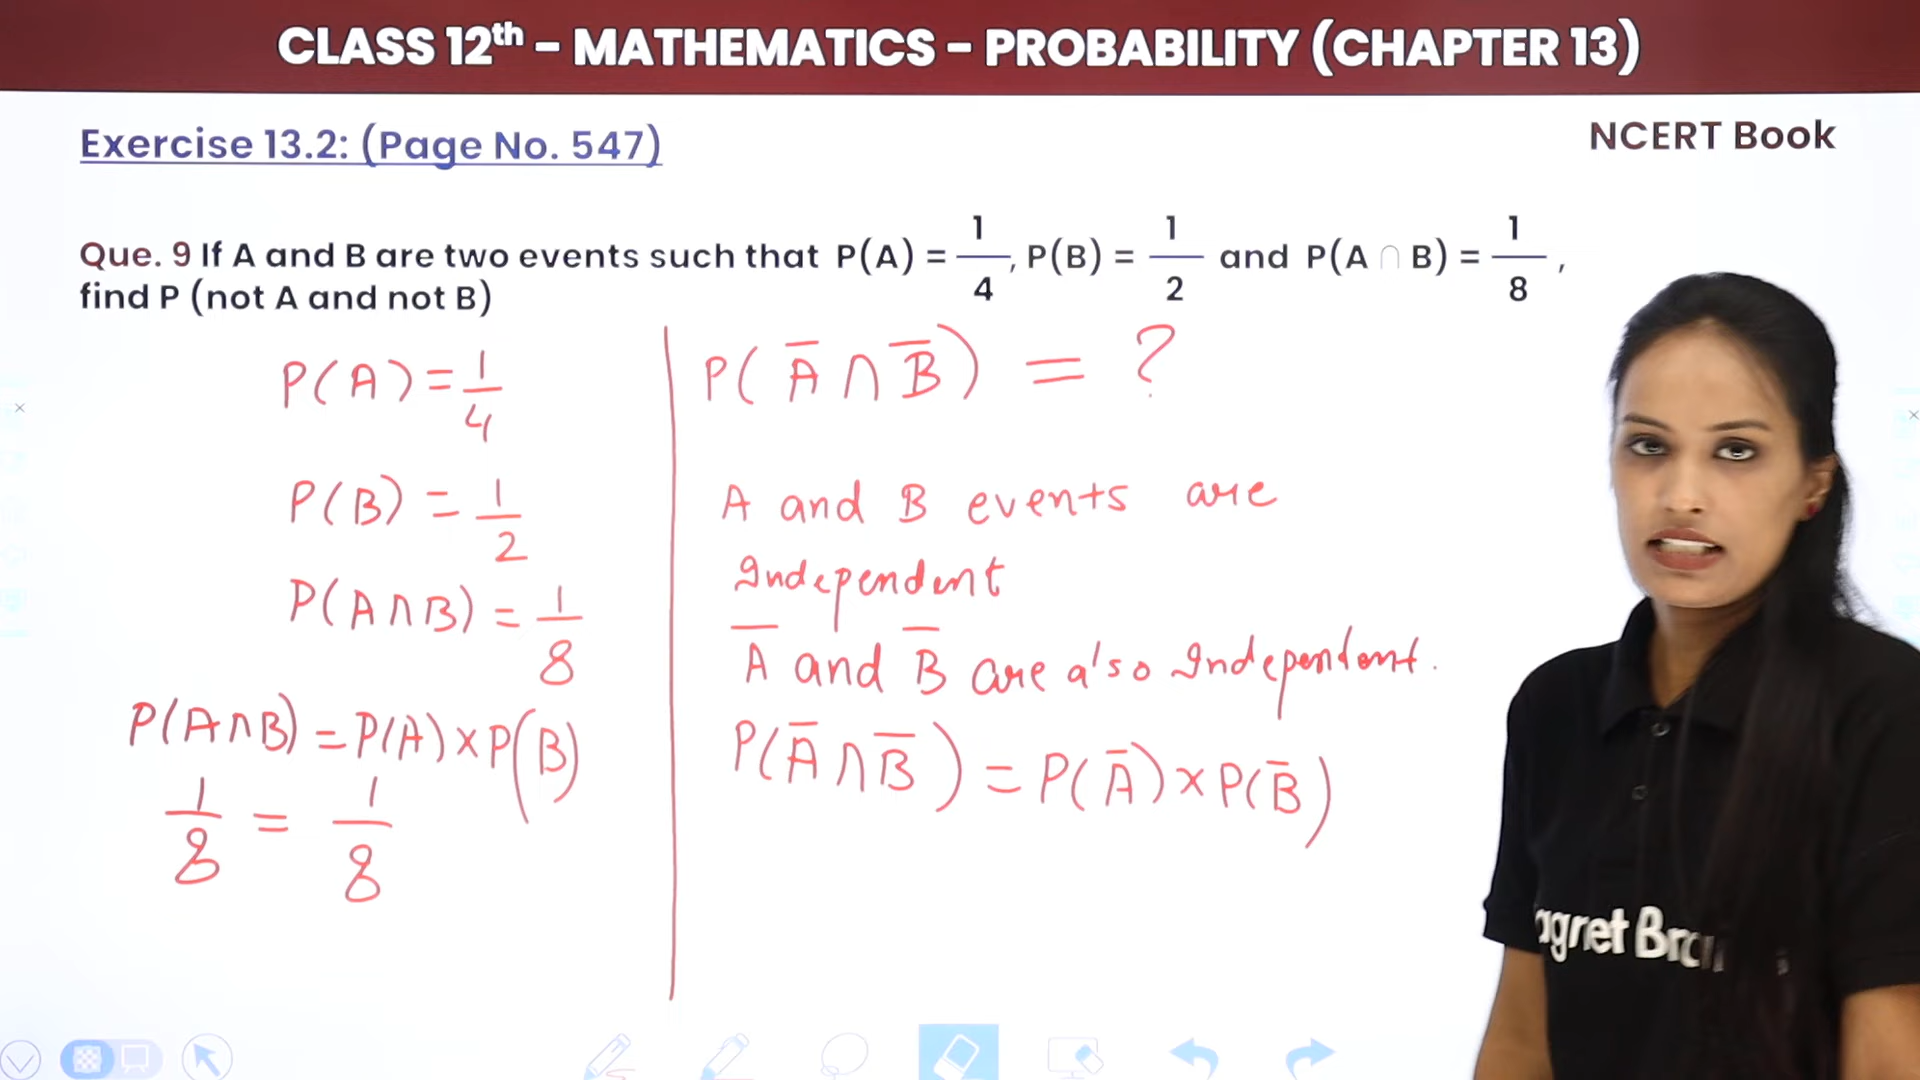 CLASS 12th – MATHEMATICS – PROBABILITY (CHAPTER 13)
Exercise 13.2: (Page No. 547)
NCERT Book
Que. 9 If A and B are two events such that P(A) = 1/4, P(B) = 1/2 and P(A ∩ B) = 1/8,
find P (not A and not B)
P(A) = 1/4
P(B) = 1/2
P(A∩B) = 1/8
P(A∩B) = P(A) × P(B)
1/8 = 1/8
P(A̅ ∩ B̅) = ?
A and B events are
Independent
A̅ and B̅ are also Independent.
P(A̅ ∩ B̅) = P(A̅) × P(B̅)
agnet Bra